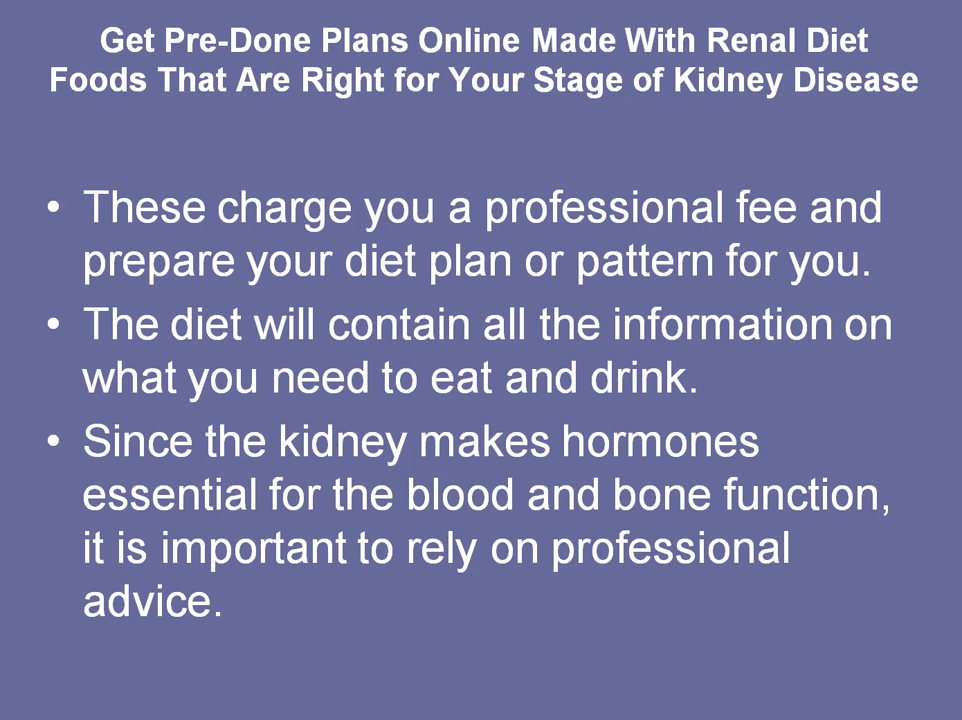 Get Pre-Done Plans Online Made With Renal Diet
Foods That Are Right for Your Stage of Kidney Disease
• These charge you a professional fee and
prepare your diet plan or pattern for you.
• The diet will contain all the information on
what you need to eat and drink.
• Since the kidney makes hormones
essential for the blood and bone function,
it is important to rely on professional
advice.